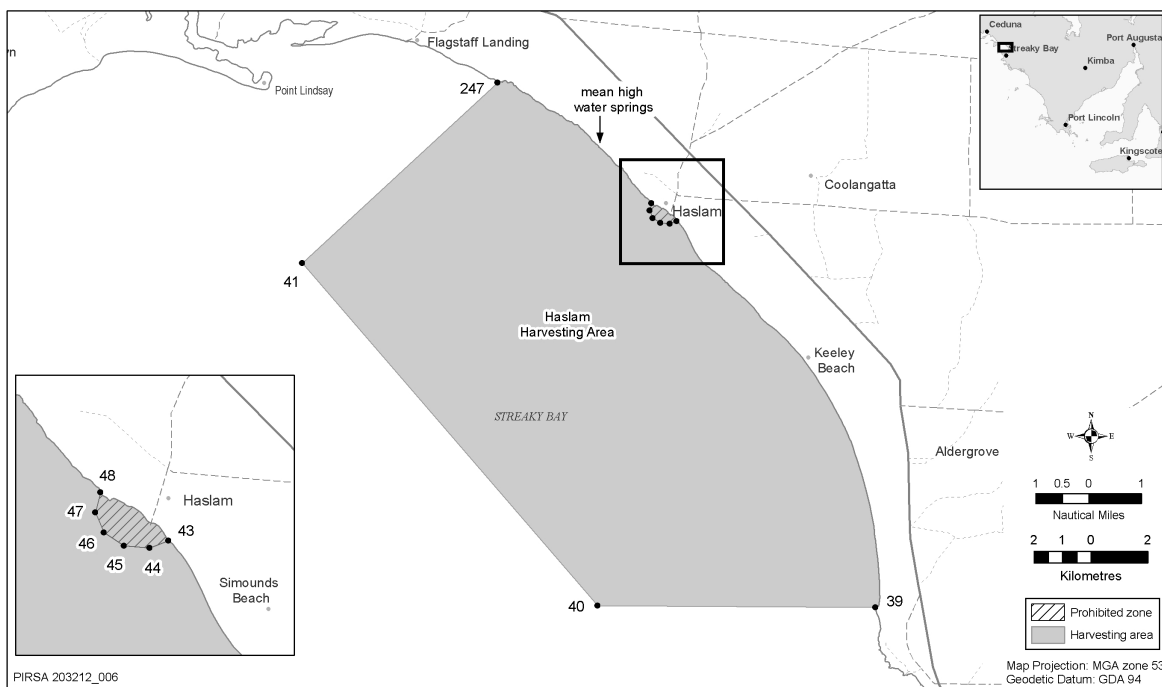 Flagstaff Landing
yn
Point Lindsay
247
mean high
water springs
Ceduna
Streaky Bay
Port Augusta
Kimba
Port Lincoln
Kingscote
Coolangatta
Haslam
41
Haslam
Harvesting Area
Keeley
Beach
STREAKY BAY
48
Haslam
47
43
46
45
44
Simounds
Beach
Aldergrove
N
W
E
S
1 0.5 0 1
Nautical Miles
2 1 0 2
Kilometres
40
39
Prohibited zone
Harvesting area
PIRSA 203212_006
Map Projection: MGA zone 53
Geodetic Datum: GDA 94